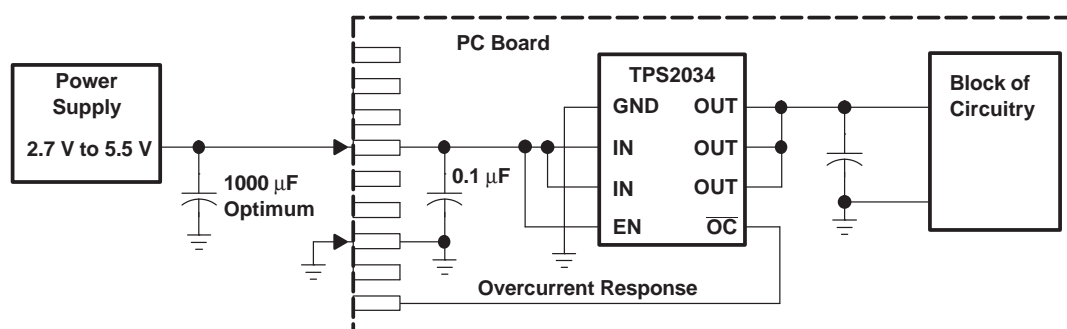 PC Board
Power
Supply
2.7 V to 5.5 V
1000 μF
Optimum
0.1 μF
TPS2034
GND OUT
IN OUT
IN OUT
EN O̅C̅
Block of
Circuitry
Overcurrent Response